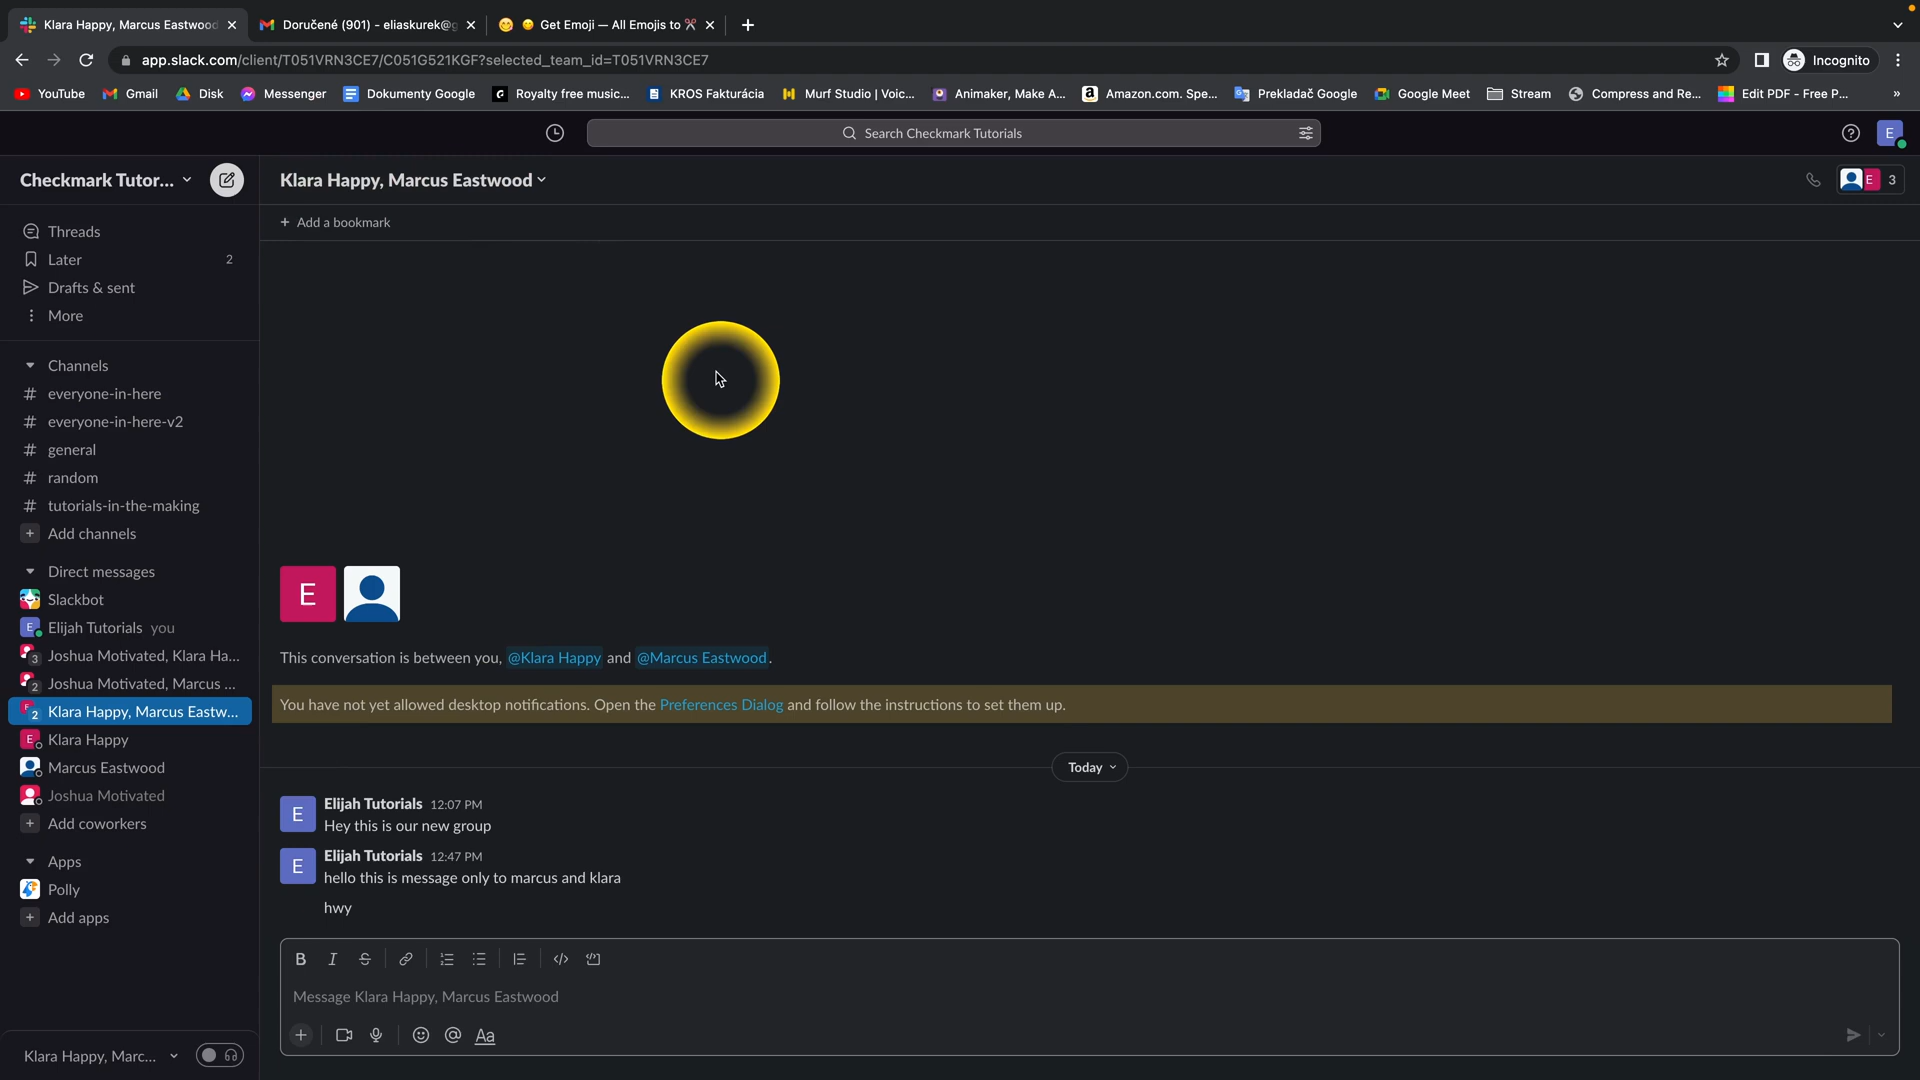 Klara Happy, Marcus Eastwood
Doručené (901) - eliaskurek@g
Get Emoji — All Emojis to
app.slack.com/client/T051VRN3CE7/C051G521KGF?selected_team_id=T051VRN3CE7
Incognito
YouTube
Gmail
Disk
Messenger
Dokumenty Google
Royalty free music...
KROS Fakturácia
Murf Studio | Voic...
Animaker, Make A...
Amazon.com. Spe...
Prekladač Google
Google Meet
Stream
Compress and Re...
Edit PDF - Free P...
»
Search Checkmark Tutorials
E
Checkmark Tutor...
Klara Happy, Marcus Eastwood
E 3
+ Add a bookmark
Threads
Later 2
Drafts & sent
More
Channels
# everyone-in-here
# everyone-in-here-v2
# general
# random
# tutorials-in-the-making
+ Add channels
Direct messages
Slackbot
E Elijah Tutorials you
3 Joshua Motivated, Klara Ha...
2 Joshua Motivated, Marcus ...
2 Klara Happy, Marcus Eastw...
E Klara Happy
Marcus Eastwood
Joshua Motivated
+ Add coworkers
Apps
Polly
+ Add apps
Klara Happy, Marc...
E
This conversation is between you, @Klara Happy and @Marcus Eastwood.
You have not yet allowed desktop notifications. Open the Preferences Dialog and follow the instructions to set them up.
Today
E Elijah Tutorials 12:07 PM
Hey this is our new group
E Elijah Tutorials 12:47 PM
hello this is message only to marcus and klara
hwy
B I S
Message Klara Happy, Marcus Eastwood
+ @ Aa